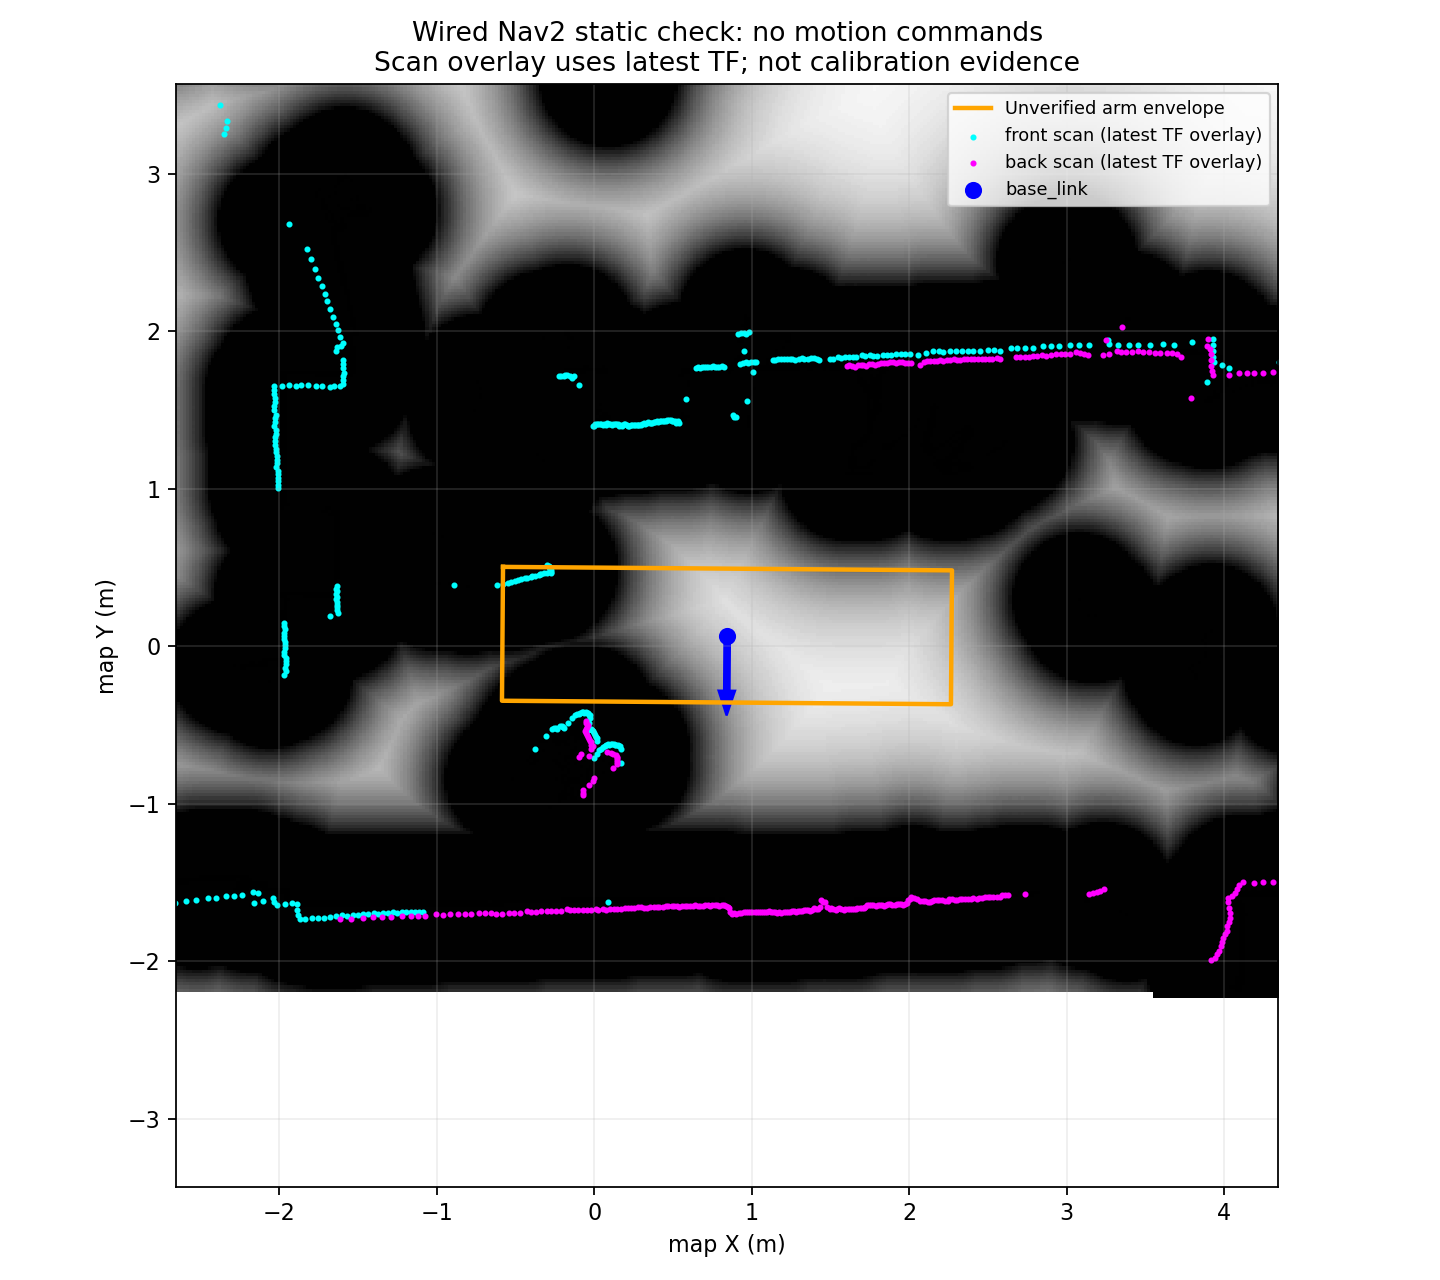 Wired Nav2 static check: no motion commands
Scan overlay uses latest TF; not calibration evidence
Unverified arm envelope
front scan (latest TF overlay)
back scan (latest TF overlay)
base_link
3
2
1
0
−1
−2
−3
map Y (m)
−2
−1
0
1
2
3
4
map X (m)